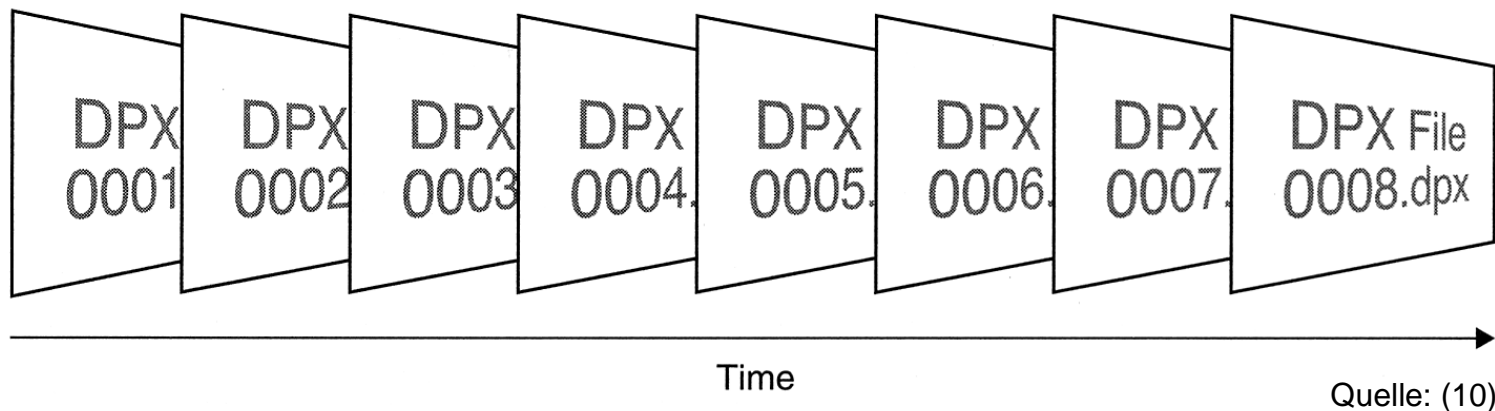 DPX
0001
DPX
0002
DPX
0003
DPX
0004.
DPX
0005.
DPX
0006.
DPX
0007.
DPX File
0008.dpx
Time
Quelle: (10)